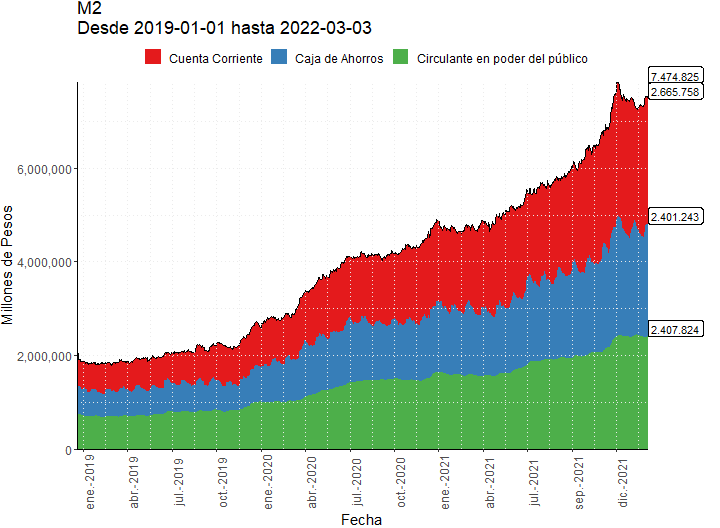 M2
Desde 2019-01-01 hasta 2022-03-03
Cuenta Corriente
Caja de Ahorros
Circulante en poder del público
7.474.825
2.665.758
6,000,000
2.401.243
4,000,000
2.407.824
2,000,000
0
Millones de Pesos
ene.-2019
abr.-2019
jul.-2019
oct.-2019
ene.-2020
abr.-2020
jul.-2020
oct.-2020
ene.-2021
abr.-2021
jul.-2021
sep.-2021
dic.-2021
Fecha